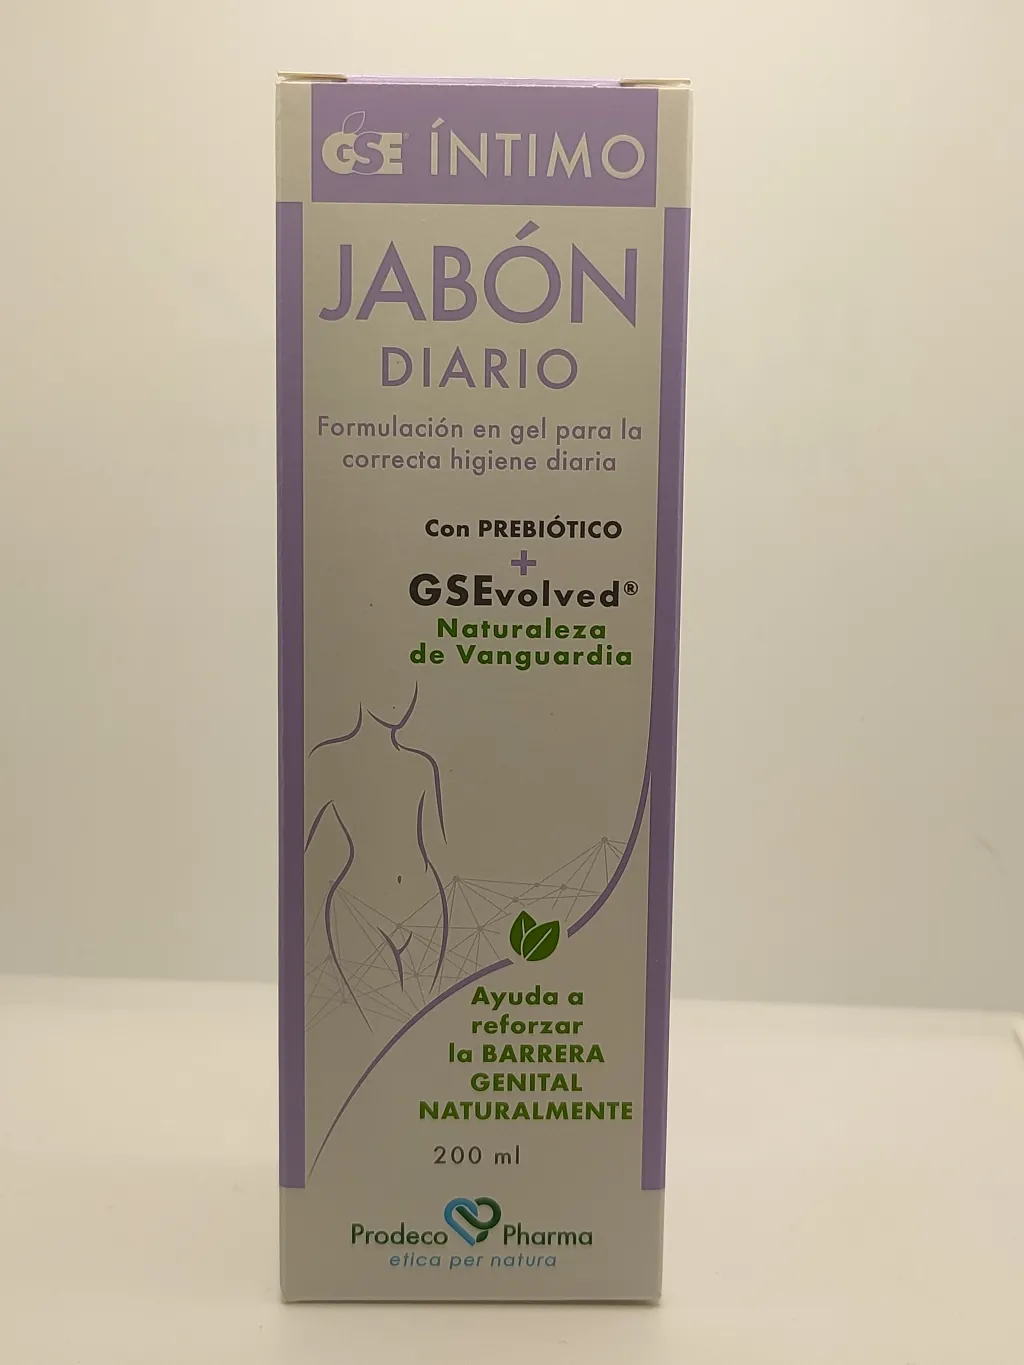 GSE® ÍNTIMO
JABÓN
DIARIO
Formulación en gel para la
correcta higiene diaria
Con PREBIÓTICO
+
GSEvolved®
Naturaleza
de Vanguardia
Ayuda a
reforzar
la BARRERA
GENITAL
NATURALMENTE
200 ml
Prodeco Pharma
etica per natura